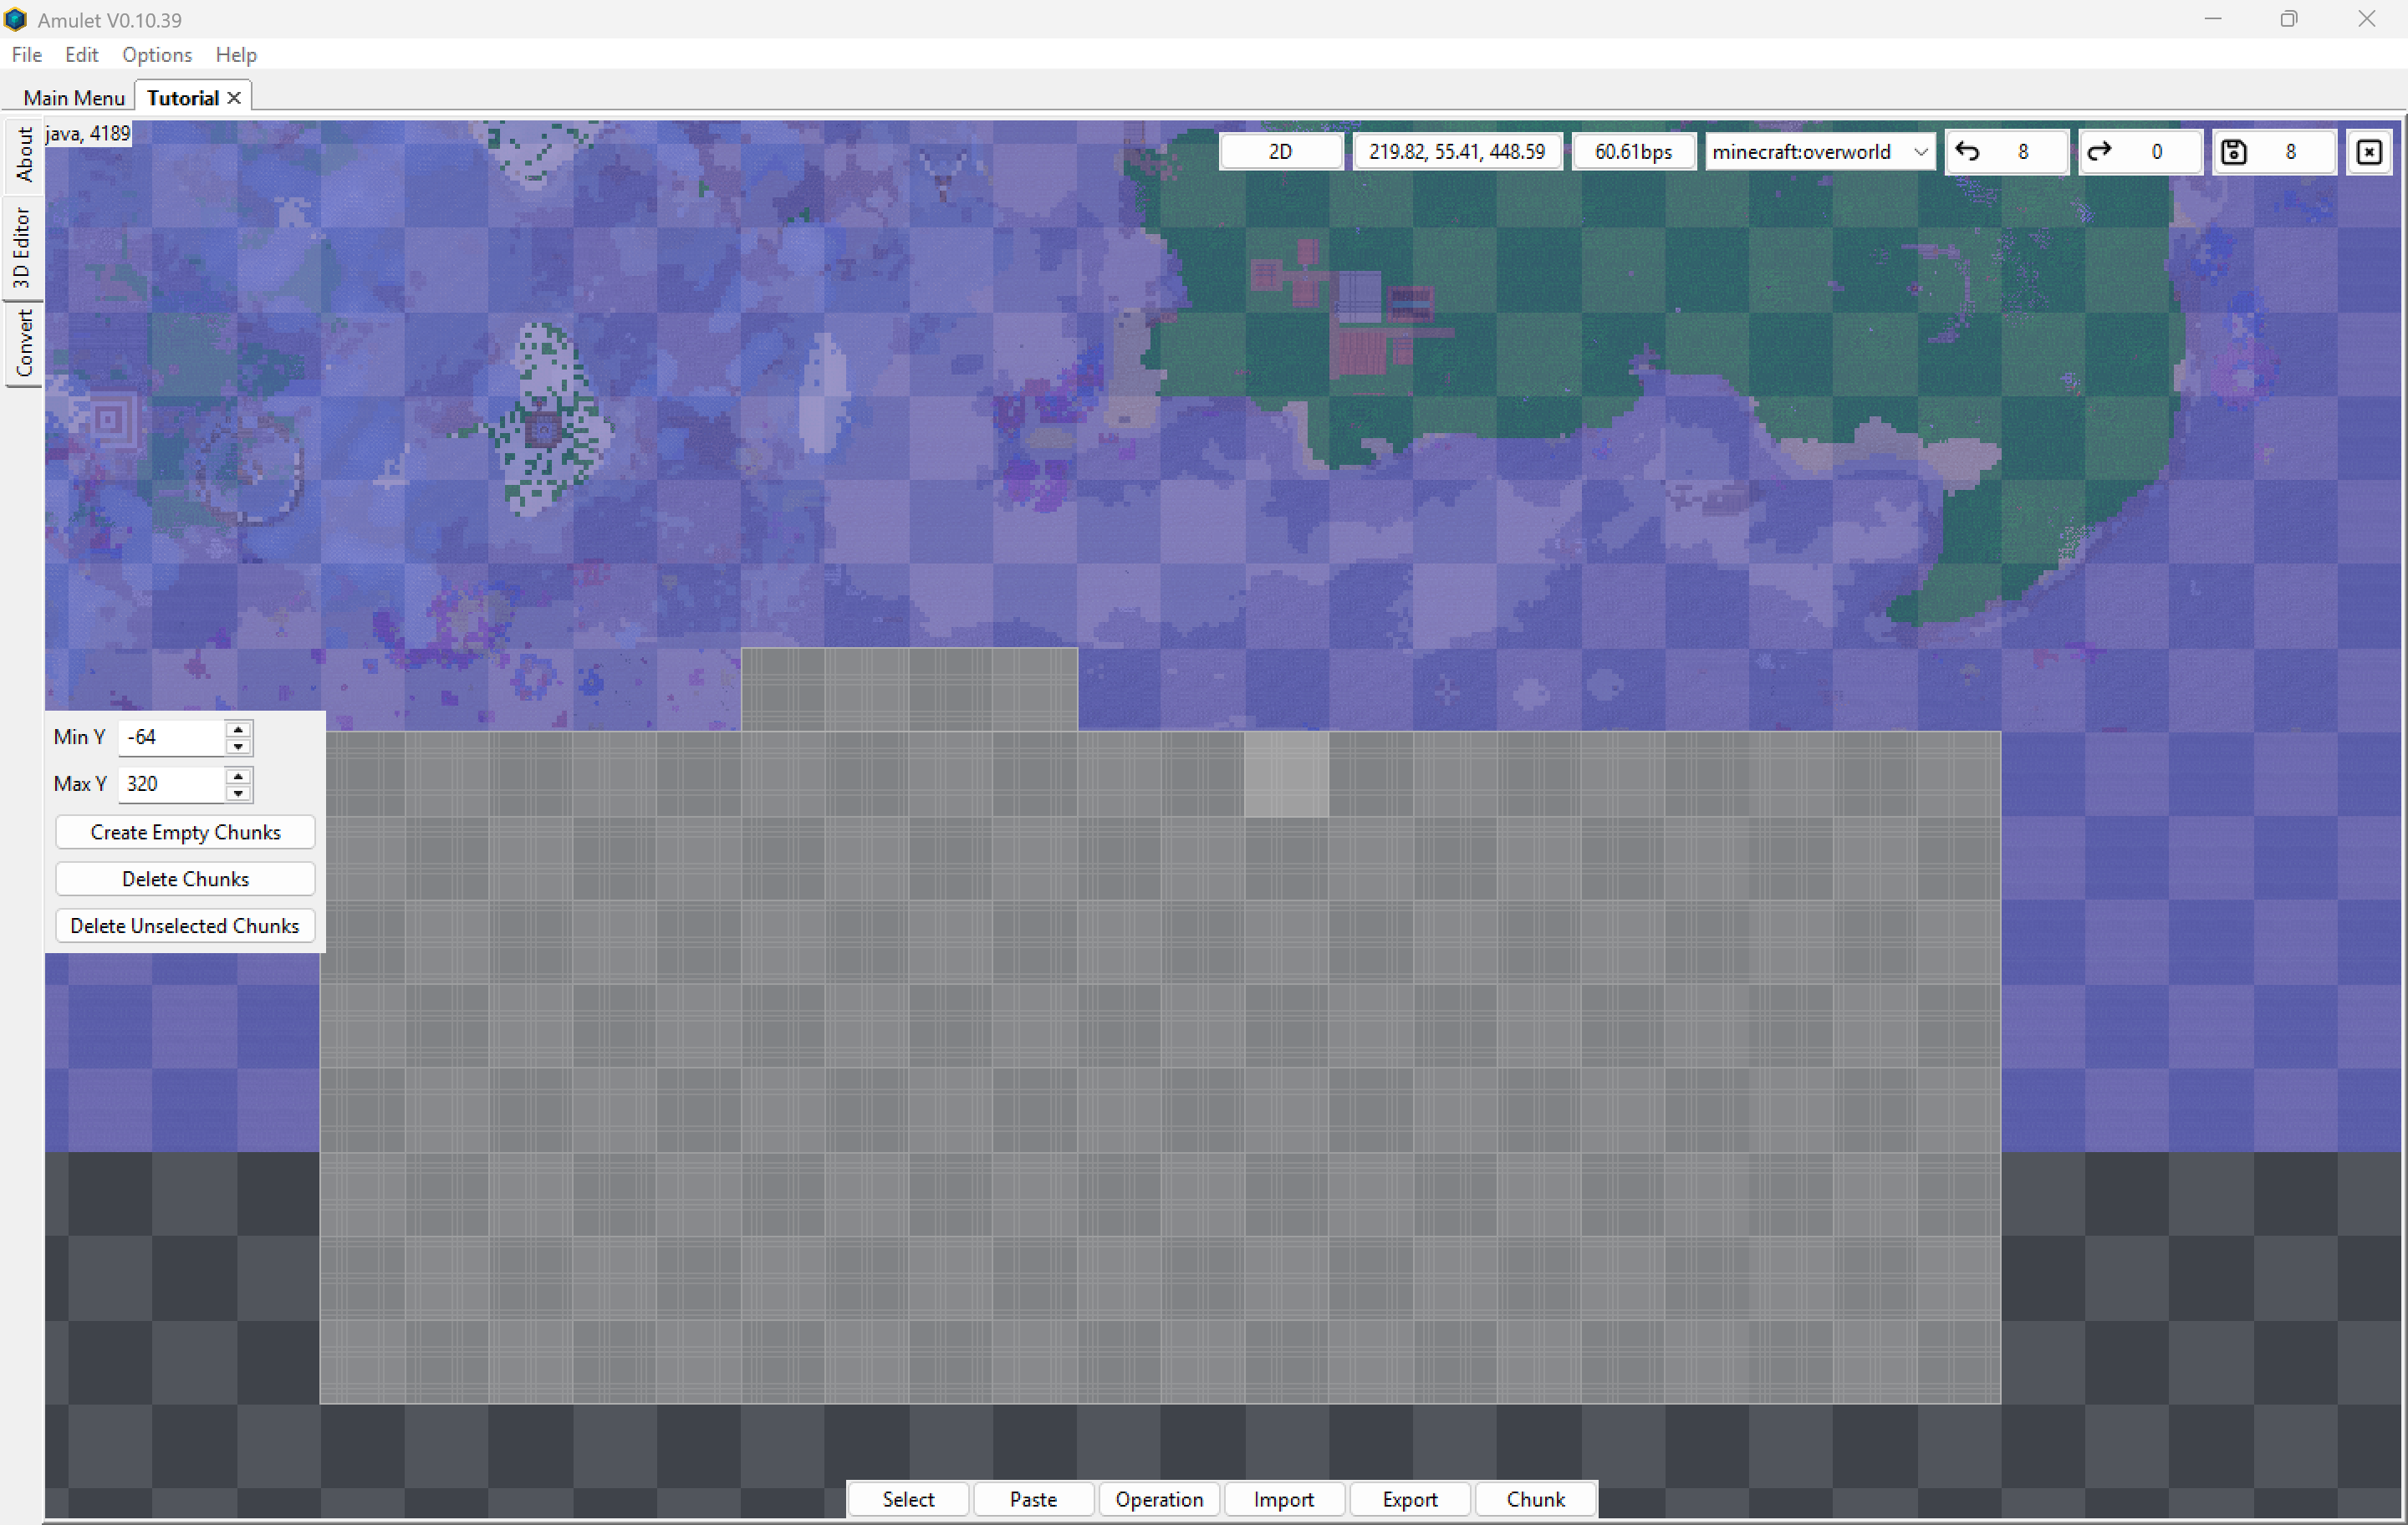 Amulet V0.10.39
File Edit Options Help
Main Menu Tutorial
java, 4189
About
3D Editor
Convert
2D 219.82, 55.41, 448.59 60.61bps minecraft:overworld 8 0 8
Min Y -64
Max Y 320
Create Empty Chunks
Delete Chunks
Delete Unselected Chunks
Select Paste Operation Import Export Chunk